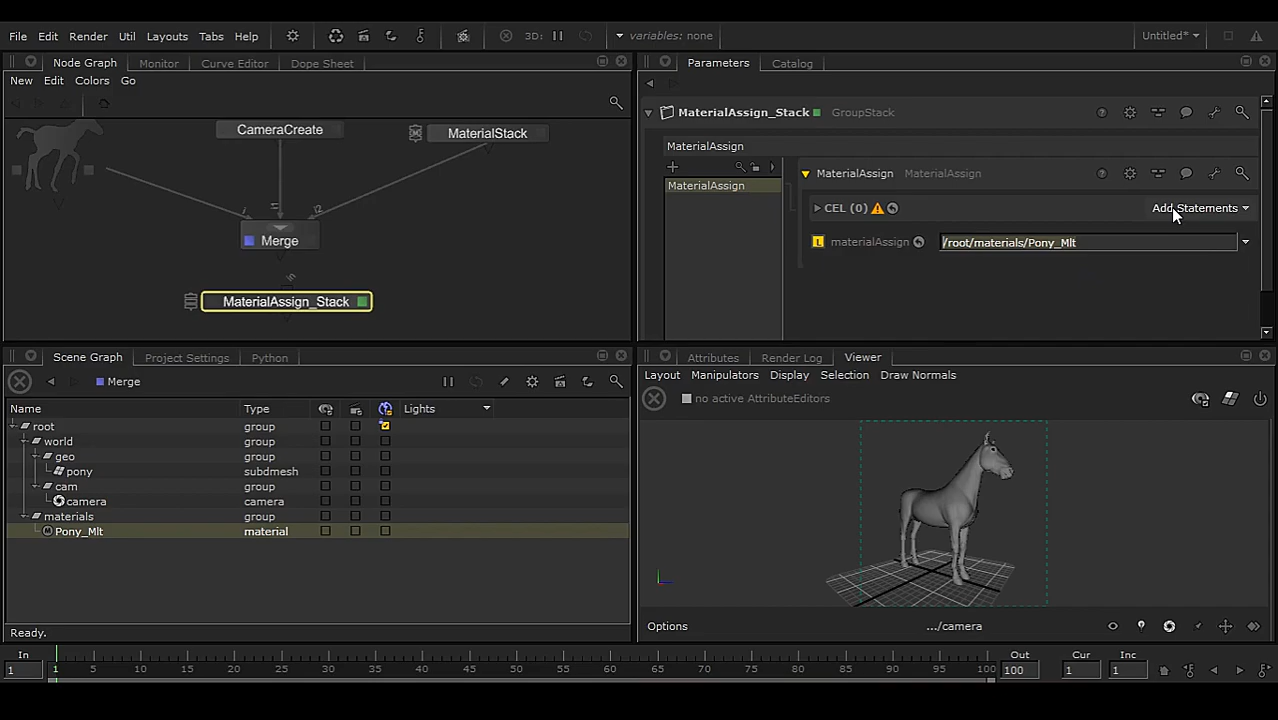 File Edit Render Util Layouts Tabs Help 3D: variables: none Untitled*
Node Graph Monitor Curve Editor Dope Sheet
New Edit Colors Go
CameraCreate
MaterialStack
i i1 i2
Merge
in
MaterialAssign_Stack
Parameters Catalog
MaterialAssign_Stack GroupStack
MaterialAssign
MaterialAssign
MaterialAssign MaterialAssign
CEL (0) Add Statements
L materialAssign /root/materials/Pony_Mlt
Scene Graph Project Settings Python
Merge
Name Type Lights
root group
world group
geo group
pony subdmesh
cam group
camera camera
materials group
Pony_Mlt material
Ready.
Attributes Render Log Viewer
Layout Manipulators Display Selection Draw Normals
no active AttributeEditors
Options .../camera
In Out Cur Inc
1 1 5 10 15 20 25 30 35 40 45 50 55 60 65 70 75 80 85 90 95 100 100 1 1